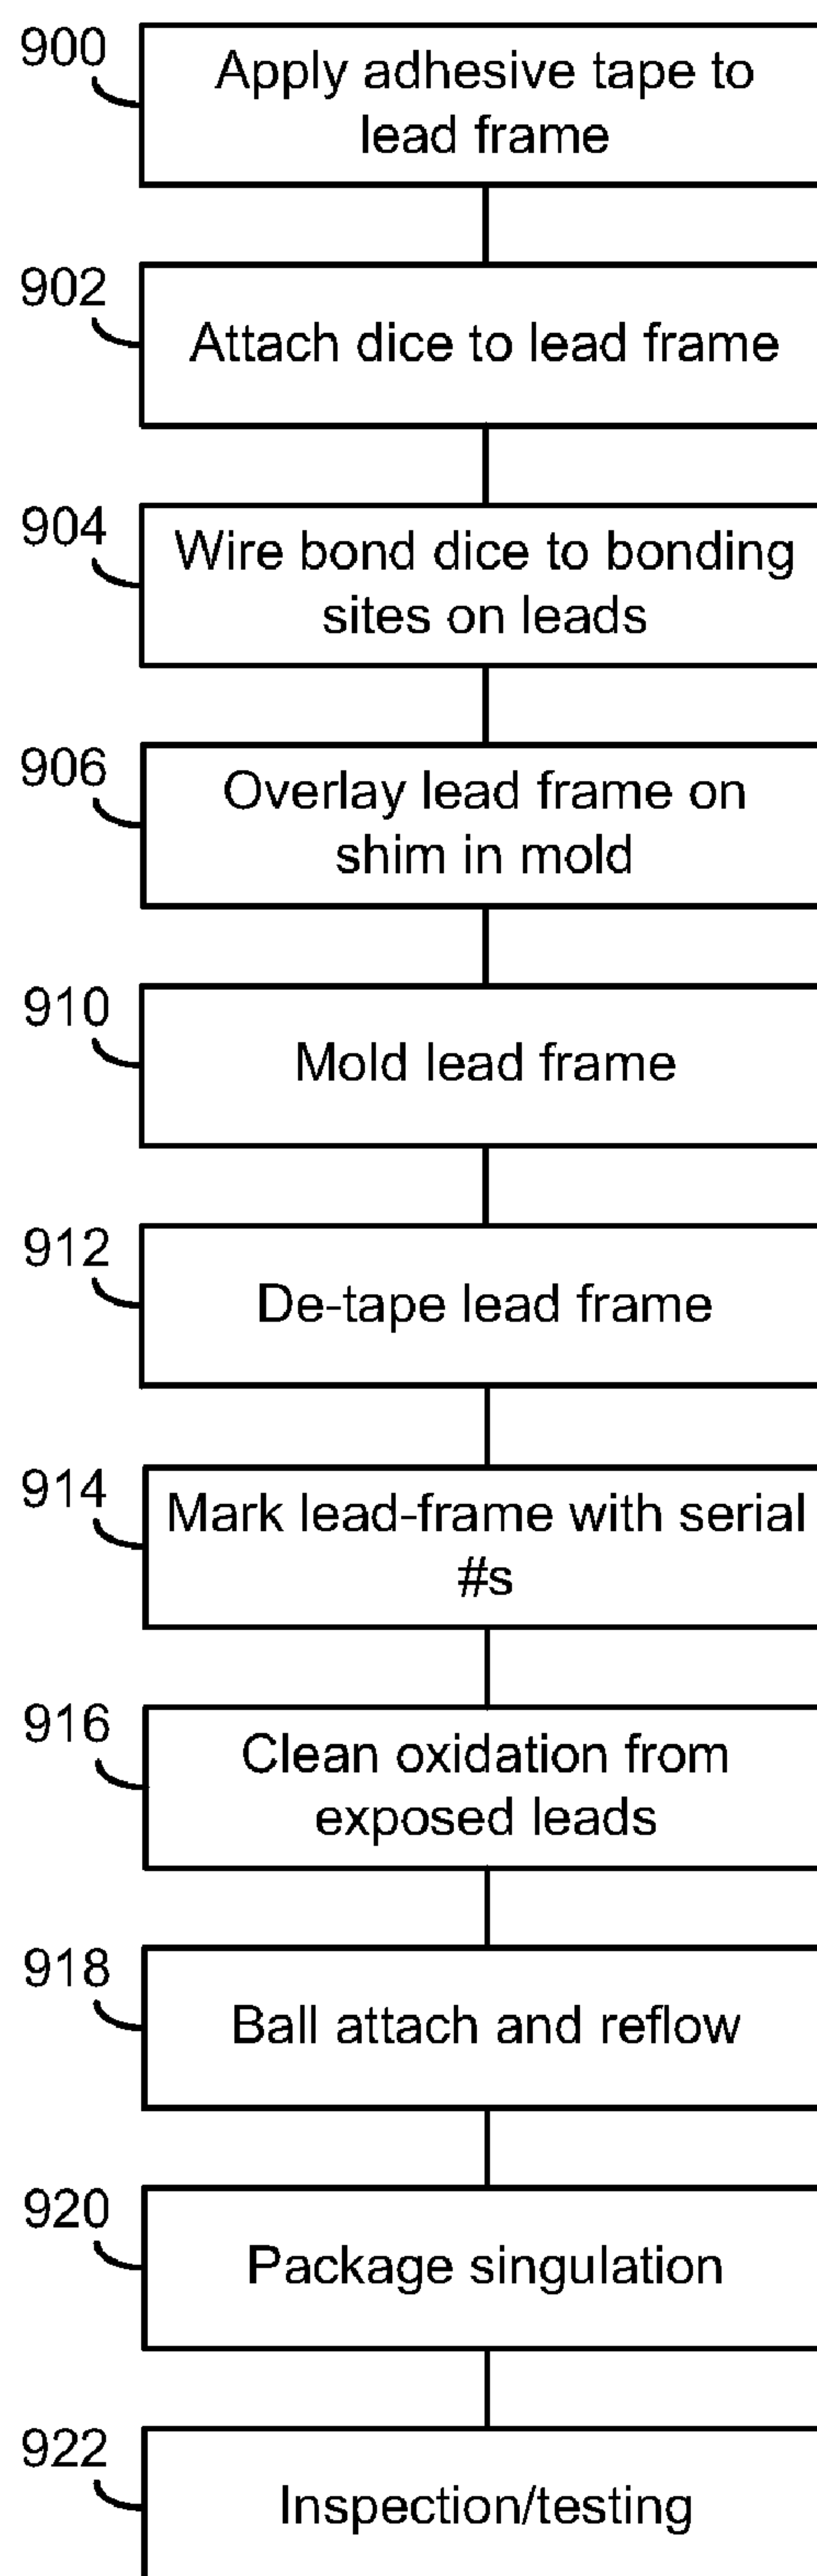 900
Apply adhesive tape to
lead frame
902
Attach dice to lead frame
904
Wire bond dice to bonding
sites on leads
906
Overlay lead frame on
shim in mold
910
Mold lead frame
912
De-tape lead frame
914
Mark lead-frame with serial
#s
916
Clean oxidation from
exposed leads
918
Ball attach and reflow
920
Package singulation
922
Inspection/testing